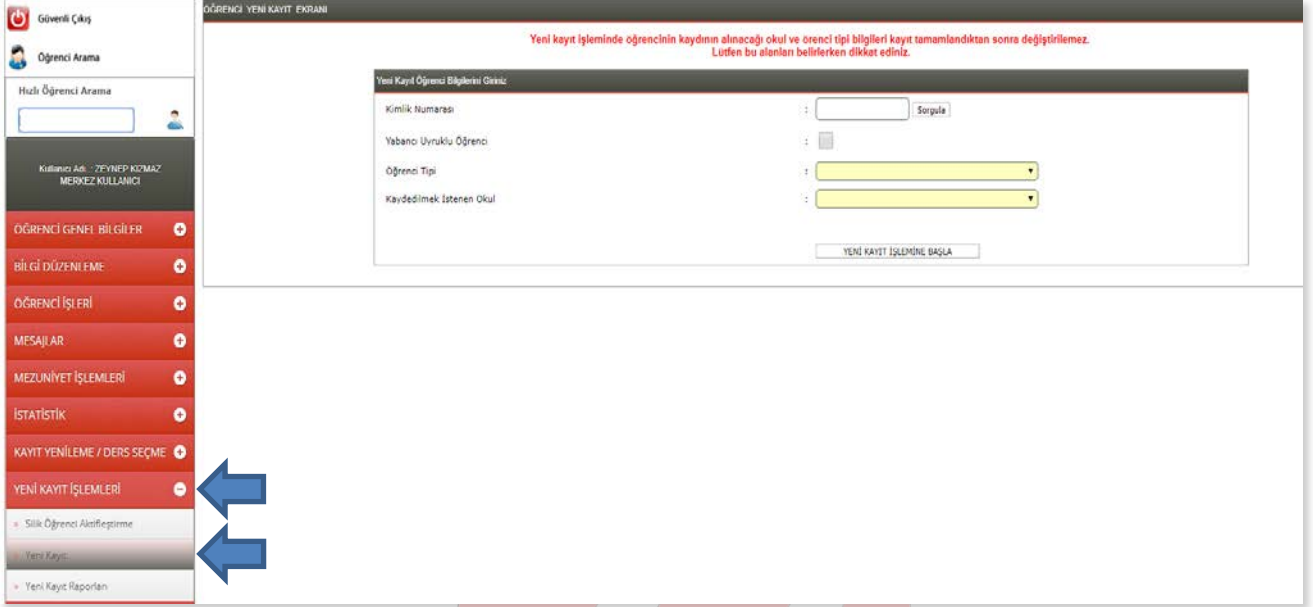 Güvenli Çıkış
Öğrenci Arama
Hızlı Öğrenci Arama
Kullanıcı Adı..: ZEYNEP KIZMAZ
MERKEZ KULLANICI
ÖĞRENCİ GENEL BİLGİLER
BİLGİ DÜZENLEME
ÖĞRENCİ İŞLERİ
MESAJLAR
MEZUNİYET İŞLEMLERİ
İSTATİSTİK
KAYIT YENİLEME / DERS SEÇME
YENİ KAYIT İŞLEMLERİ
» Silik Öğrenci Aktifleştirme
» Yeni Kayıt
» Yeni Kayıt Raporları
ÖĞRENCİ YENİ KAYIT EKRANI
Yeni kayıt işleminde öğrencinin kaydının alınacağı okul ve örenci tipi bilgileri kayıt tamamlandıktan sonra değiştirilemez.
Lütfen bu alanları belirlerken dikkat ediniz.
Yeni Kayıt Öğrenci Bilgilerini Giriniz
Kimlik Numarası : Sorgula
Yabancı Uyruklu Öğrenci :
Öğrenci Tipi :
Kaydedilmek İstenen Okul :
YENİ KAYIT İŞLEMİNE BAŞLA